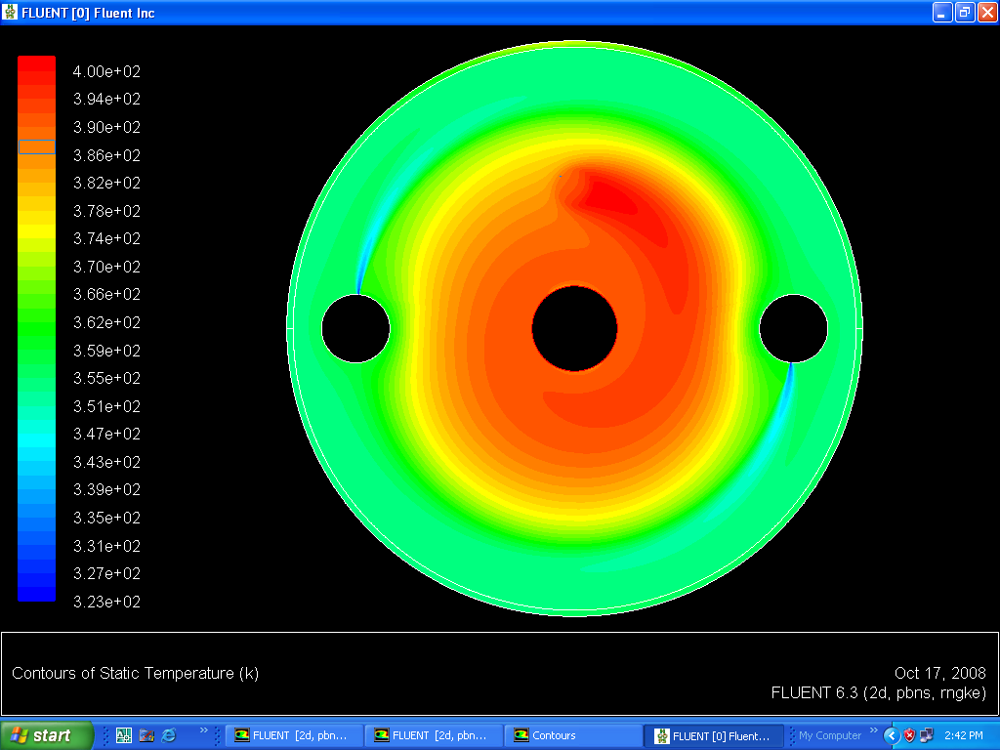 FLUENT [0] Fluent Inc
4.00e+02
3.94e+02
3.90e+02
3.86e+02
3.82e+02
3.78e+02
3.74e+02
3.70e+02
3.66e+02
3.62e+02
3.59e+02
3.55e+02
3.51e+02
3.47e+02
3.43e+02
3.39e+02
3.35e+02
3.31e+02
3.27e+02
3.23e+02
Contours of Static Temperature (k)
Oct 17, 2008
FLUENT 6.3 (2d, pbns, rngke)
start
FLUENT [2d, pbn...
FLUENT [2d, pbn...
Contours
FLUENT [0] Fluent...
My Computer
2:42 PM